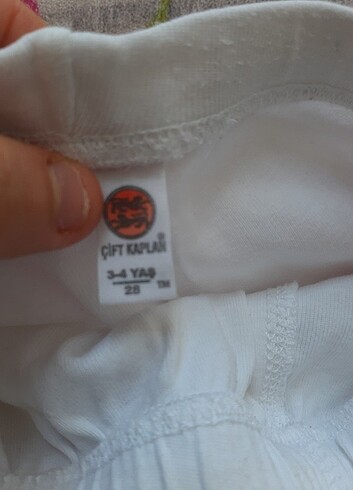 ÇİFT KAPLAN ®
3-4 YAŞ
28 ™